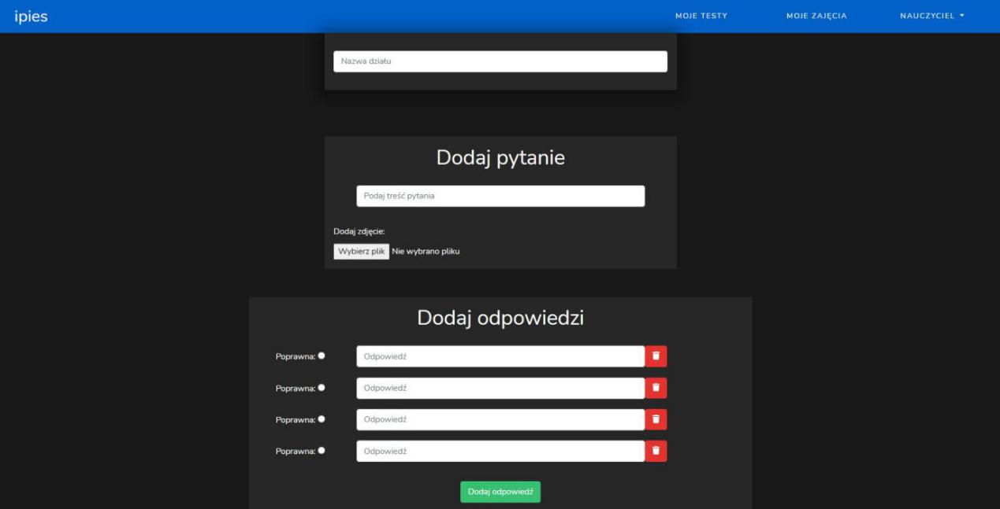 ipies MOJE TESTY MOJE ZAJĘCIA NAUCZYCIEL
Nazwa działu
Dodaj pytanie
Podaj treść pytania
Dodaj zdjęcie:
Wybierz plik Nie wybrano pliku
Dodaj odpowiedzi
Poprawna: Odpowiedź
Poprawna: Odpowiedź
Poprawna: Odpowiedź
Poprawna: Odpowiedź
Dodaj odpowiedź